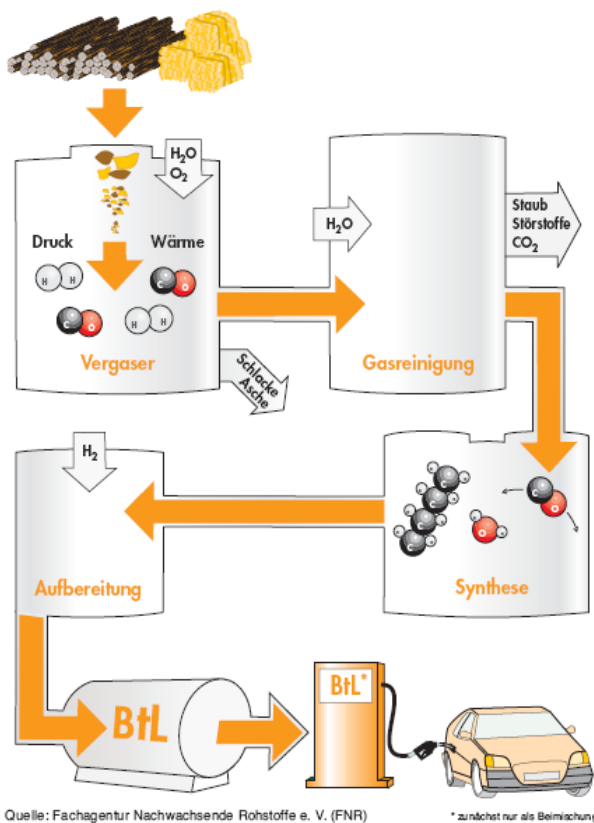 H₂O
O₂
Druck
Wärme
H H
C O
C O
H H
Vergaser
Schlacke
Asche
H₂O
Staub
Störstoffe
CO₂
Gasreinigung
H₂
Aufbereitung
C
C
C
C
O
C
O
Synthese
BtL
BtL*
Quelle: Fachagentur Nachwachsende Rohstoffe e. V. (FNR)
* zunächst nur als Beimischung